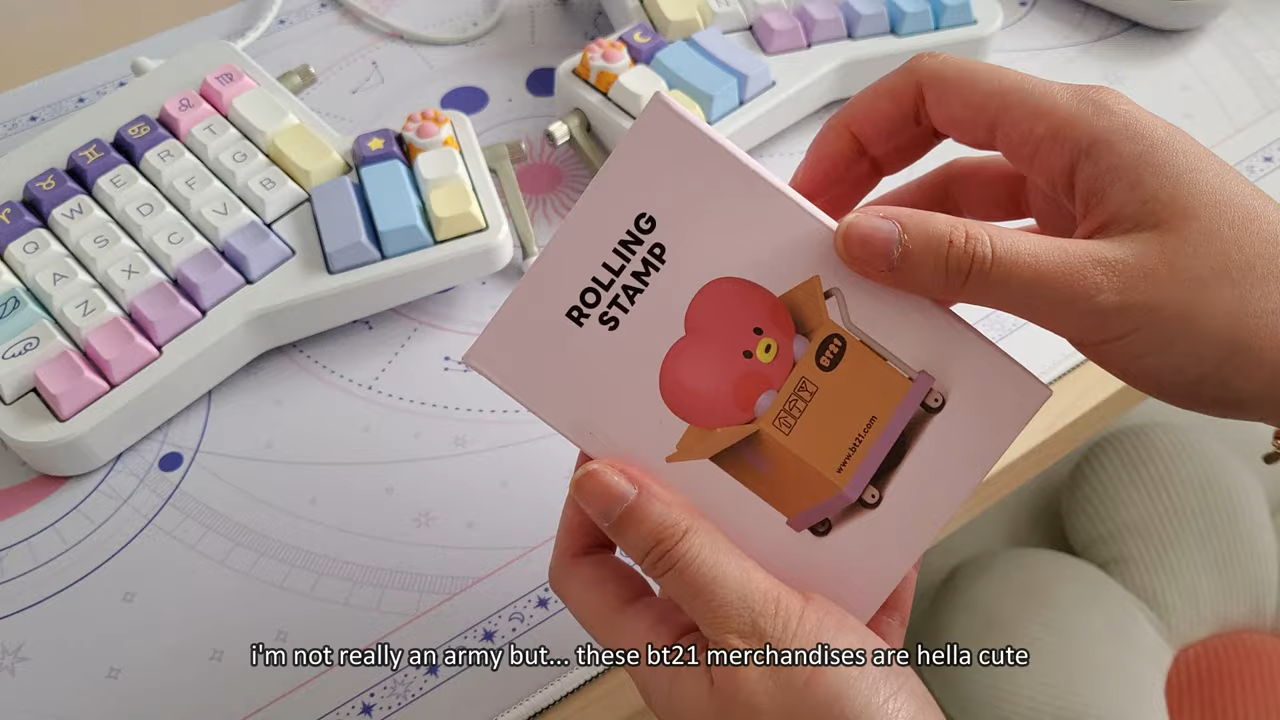 T
R
G
E
F
B
W
D
V
Q
S
C
A
X
Z
N
ROLLING
STAMP
BT21
www.bt21.com
i'm not really an army but... these bt21 merchandises are hella cute